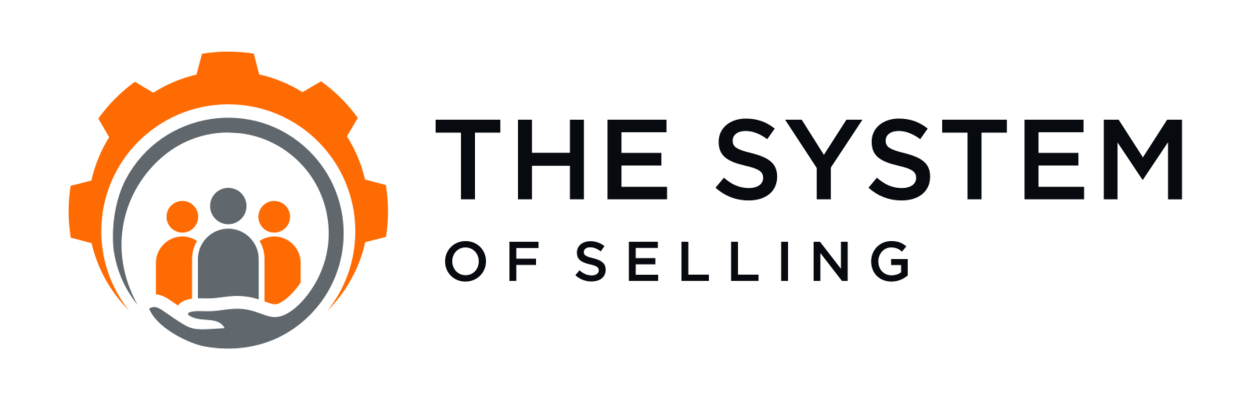 THE SYSTEM
OF SELLING